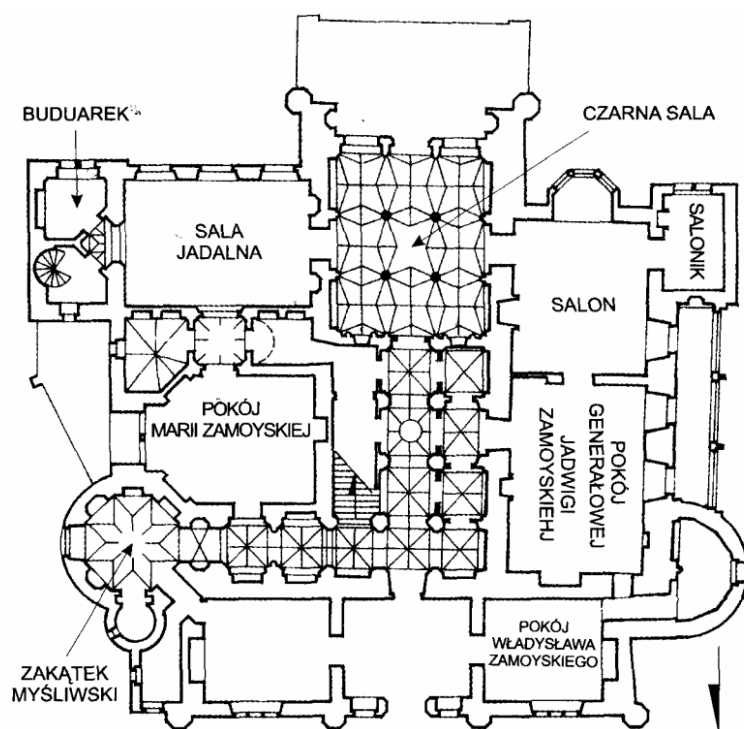 BUDUAREK
CZARNA SALA
SALA
JADALNA
SALONIK
SALON
POKÓJ
MARII ZAMOYSKIEJ
POKÓJ
GENERAŁOWEJ
JADWIGI
ZAMOYSKIEHJ
ZAKĄTEK
MYŚLIWSKI
POKÓJ
WŁADYSŁAWA
ZAMOYSKIEGO